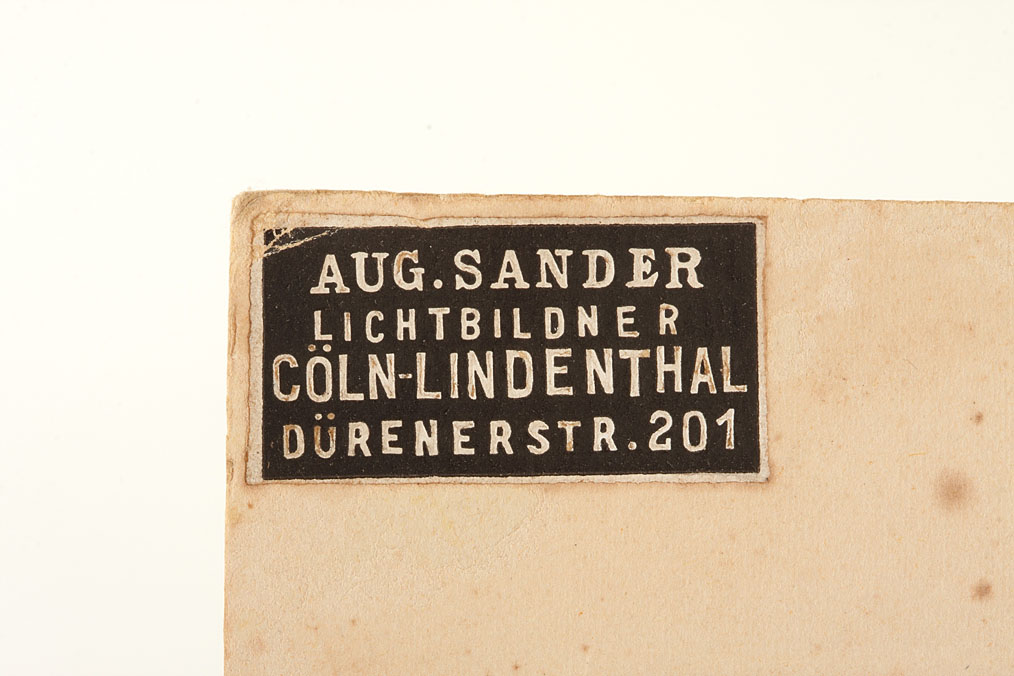 AUG. SANDER
LICHTBILDNER
CÖLN-LINDENTHAL
DÜRENERSTR. 201